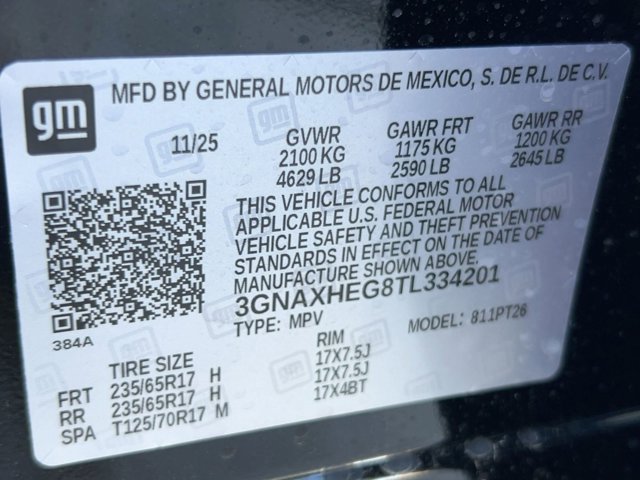 gm
MFD BY GENERAL MOTORS DE MEXICO, S. DE R.L. DE C.V.
11/25 GVWR GAWR FRT GAWR RR
2100 KG 1175 KG 1200 KG
4629 LB 2590 LB 2645 LB
THIS VEHICLE CONFORMS TO ALL
APPLICABLE U.S. FEDERAL MOTOR
VEHICLE SAFETY AND THEFT PREVENTION
STANDARDS IN EFFECT ON THE DATE OF
MANUFACTURE SHOWN ABOVE.
3GNAXHEG8TL334201
TYPE: MPV MODEL: 811PT26
384A
TIRE SIZE RIM
FRT 235/65R17 H 17X7.5J
RR 235/65R17 H 17X7.5J
SPA T125/70R17 M 17X4BT